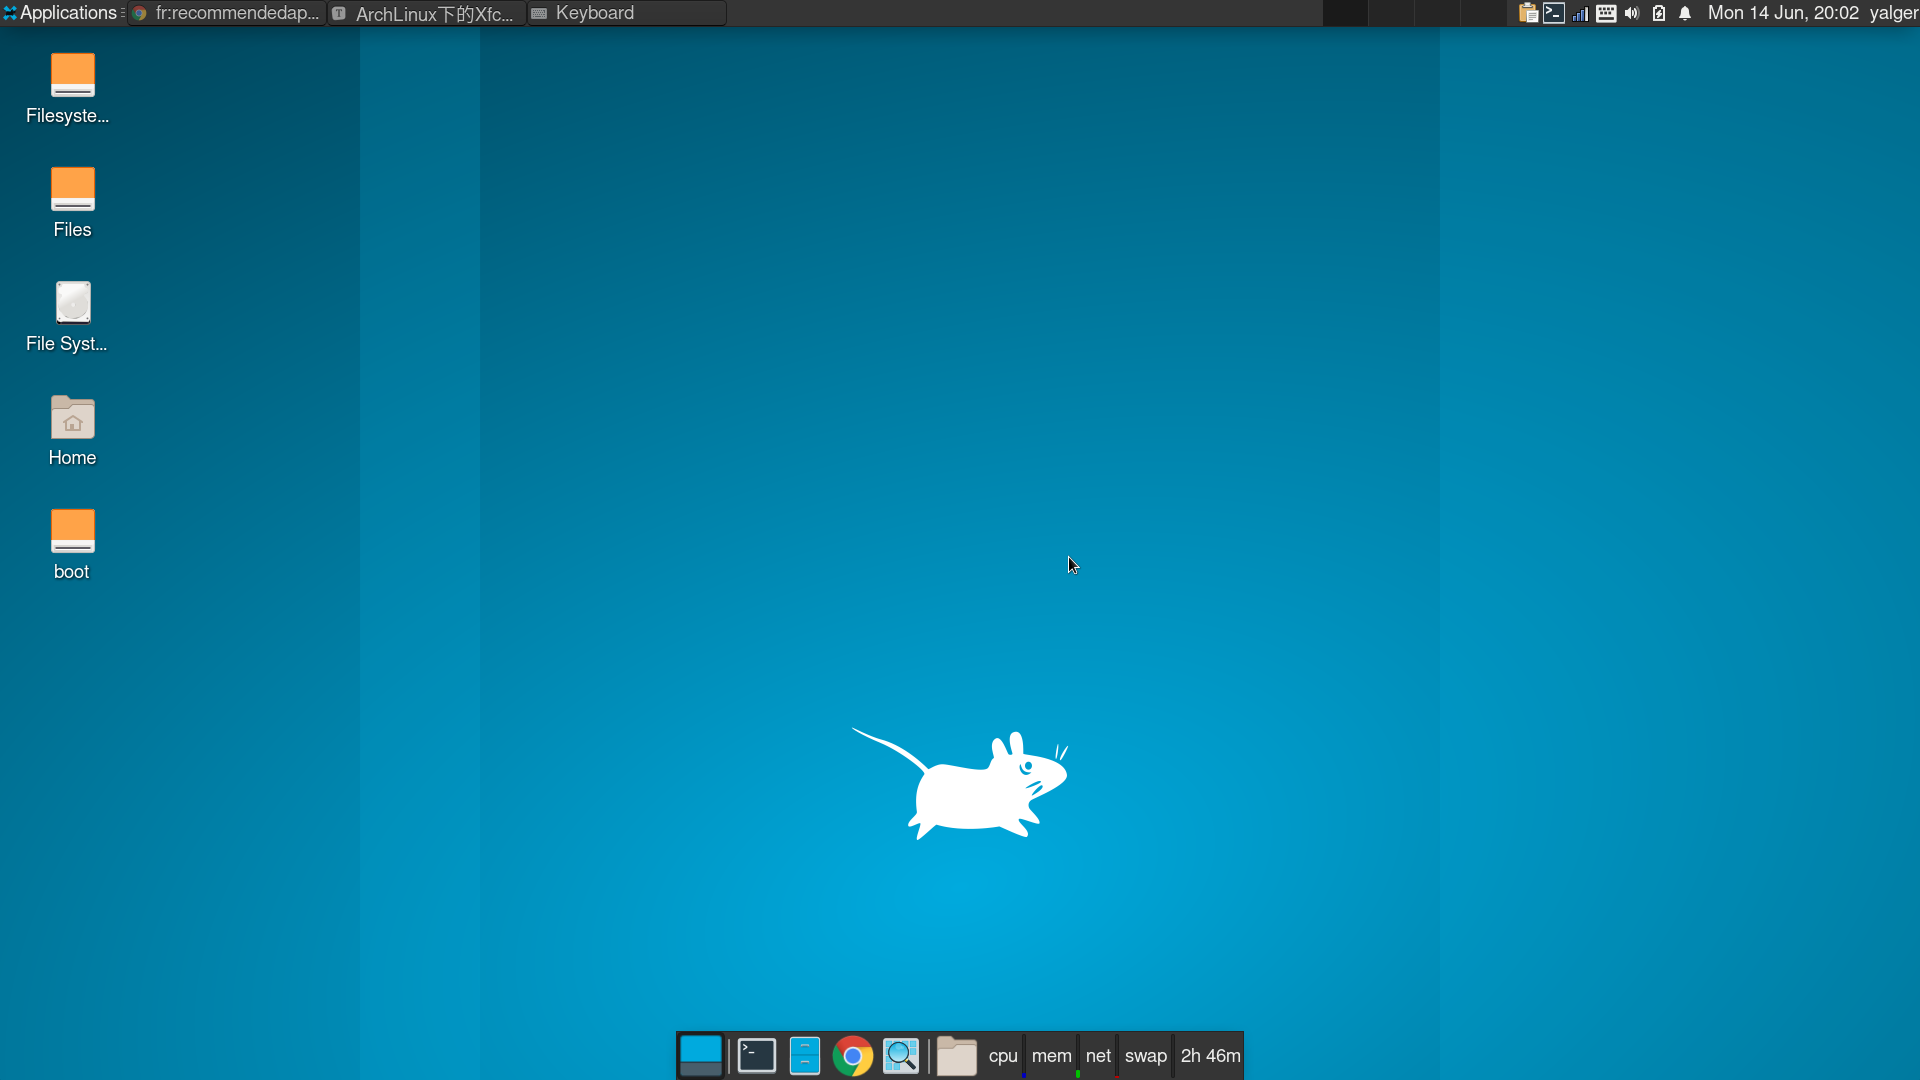 Applications fr:recommendedap... ArchLinux下的Xfc... Keyboard Mon 14 Jun, 20:02 yalger
Filesyste...
Files
File Syst...
Home
boot
cpu mem net swap 2h 46m